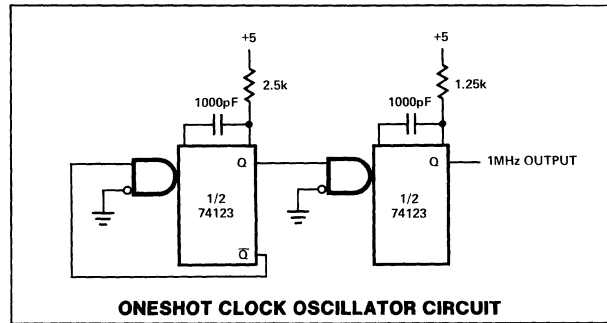 +5
+5
2.5k
1.25k
1000pF
1000pF
Q
Q
1MHz OUTPUT
1/2
74123
1/2
74123
Q̅
ONESHOT CLOCK OSCILLATOR CIRCUIT